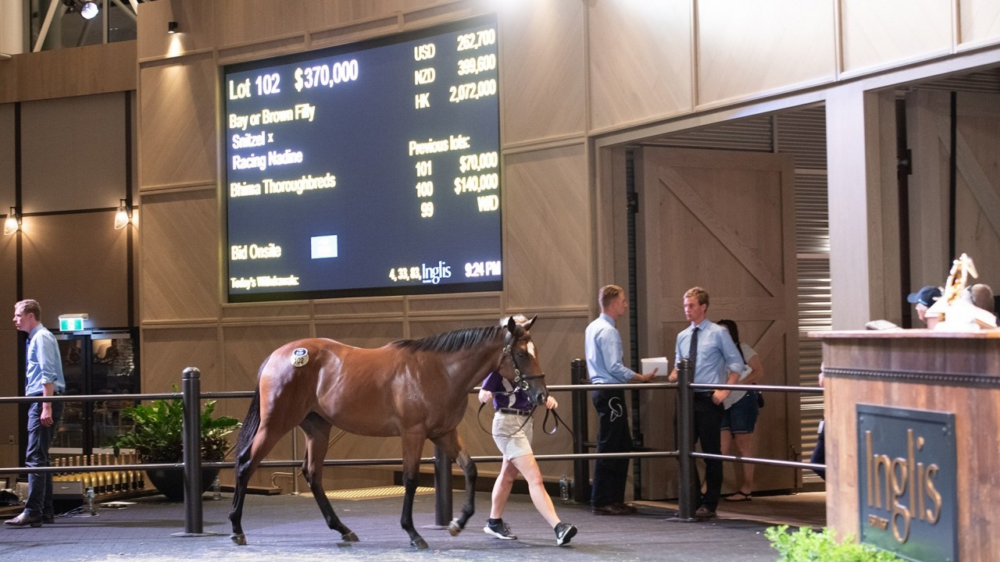 Lot 102 $370,000
Bay or Brown Filly
Snitzel x
Racing Nadine
Bhima Thoroughbreds
Bid Onsite
Today's Withdrawals:
USD 262,700
NZD 399,600
HK 2,072,000
Previous lots:
101 $70,000
100 $140,000
99 W/D
4, 33, 83, Inglis 9:24 PM
102
Inglis